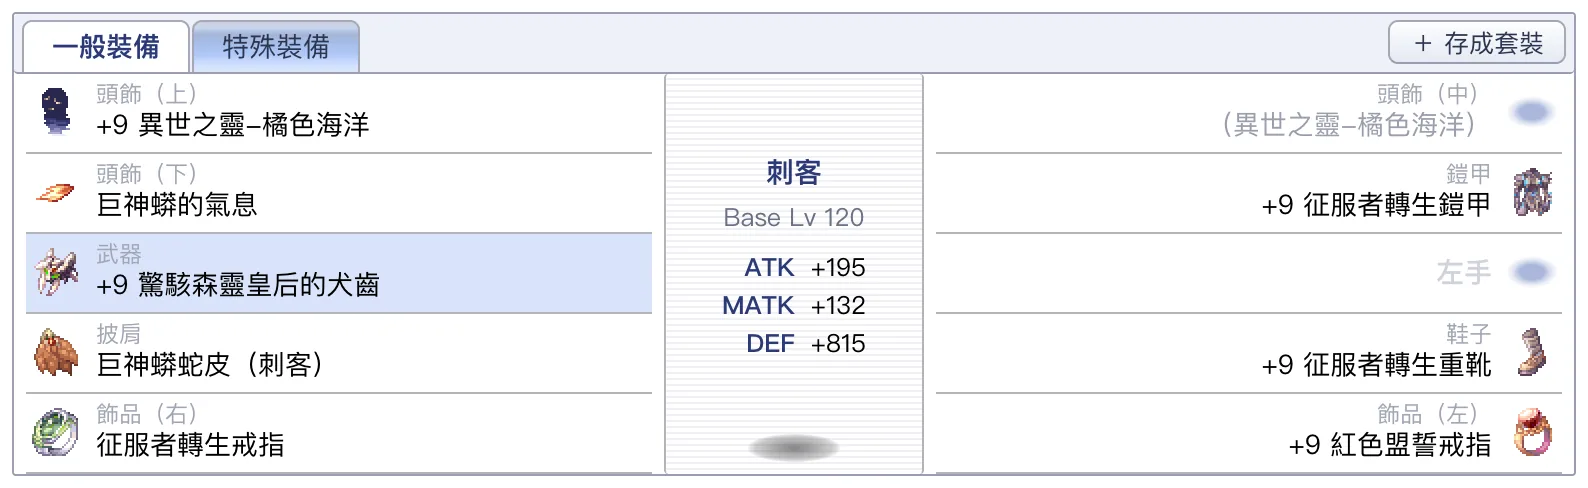 一般裝備
特殊裝備
＋ 存成套裝
頭飾（上）
+9 異世之靈–橘色海洋
頭飾（下）
巨神蟒的氣息
武器
+9 驚駭森靈皇后的犬齒
披肩
巨神蟒蛇皮（刺客）
飾品（右）
征服者轉生戒指
刺客
Base Lv 120
ATK +195
MATK +132
DEF +815
頭飾（中）
（異世之靈–橘色海洋）
鎧甲
+9 征服者轉生鎧甲
左手
鞋子
+9 征服者轉生重靴
飾品（左）
+9 紅色盟誓戒指